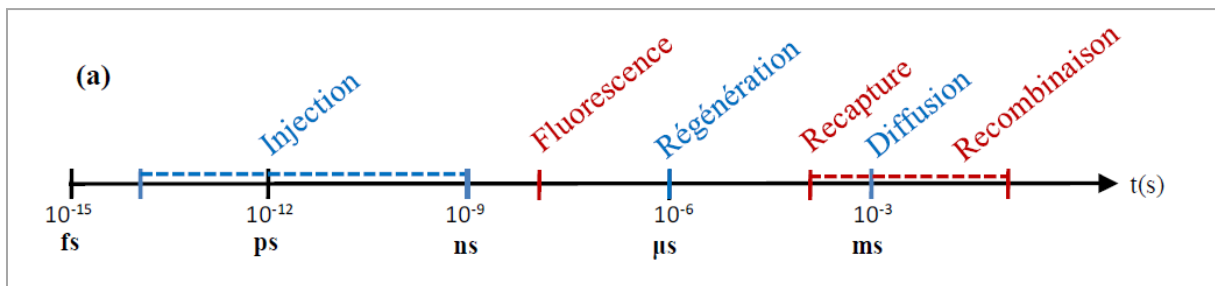 (a)
Injection
Fluorescence
Régénération
Recapture
Diffusion
Recombinaison
t(s)
10-15 10-12 10-9 10-6 10-3
fs ps ns µs ms